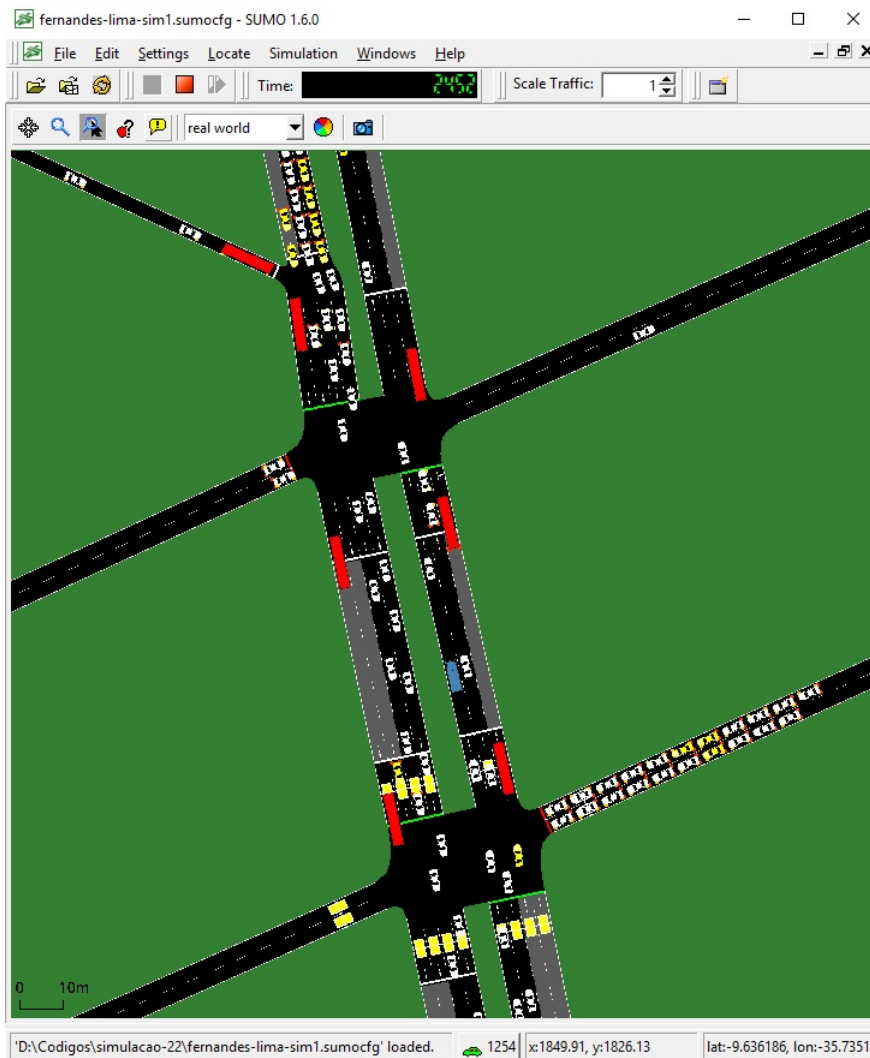 fernandes-lima-sim1.sumocfg - SUMO 1.6.0
File Edit Settings Locate Simulation Windows Help
Time: 2452 Scale Traffic: 1
real world
0 10m
'D:\Codigos\simulacao-22\fernandes-lima-sim1.sumocfg' loaded. 1254 x:1849.91, y:1826.13 lat:-9.636186, lon:-35.7351